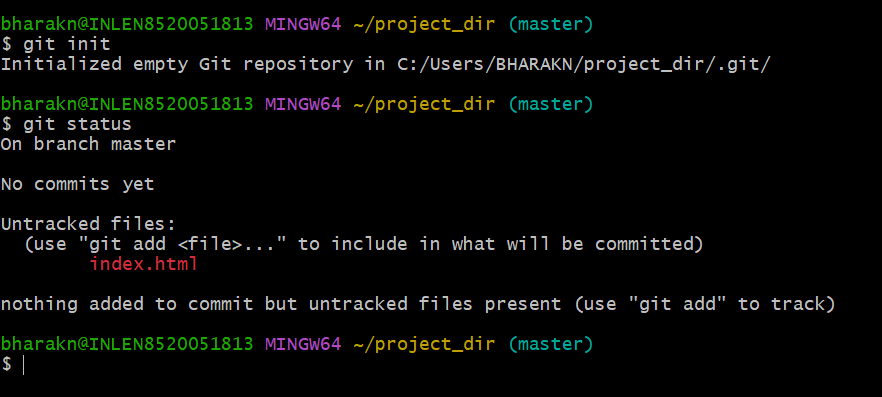 bharakn@INLEN8520051813 MINGW64 ~/project_dir (master)
$ git init
Initialized empty Git repository in C:/Users/BHARAKN/project_dir/.git/
bharakn@INLEN8520051813 MINGW64 ~/project_dir (master)
$ git status
On branch master
No commits yet
Untracked files:
  (use "git add <file>..." to include in what will be committed)
        index.html
nothing added to commit but untracked files present (use "git add" to track)
bharakn@INLEN8520051813 MINGW64 ~/project_dir (master)
$